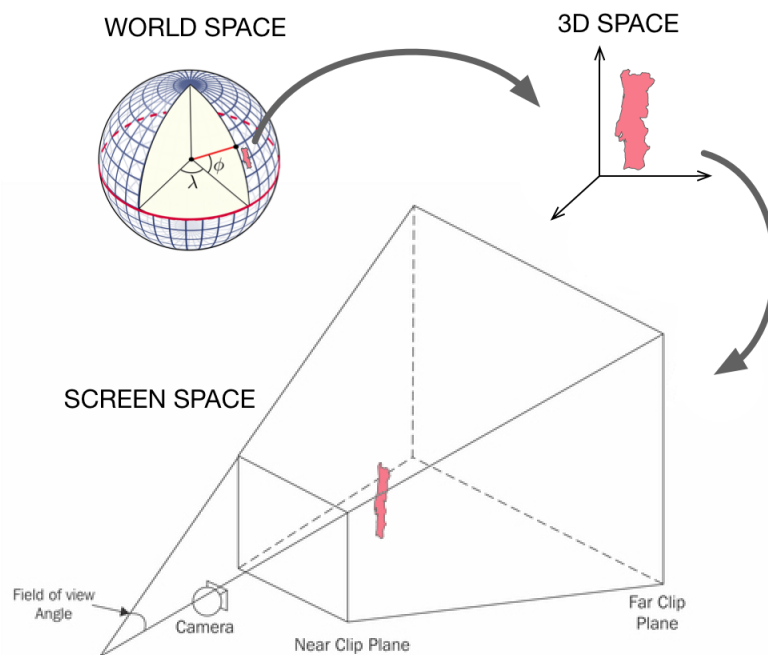 WORLD SPACE
3D SPACE
ϕ
λ
SCREEN SPACE
Field of view
Angle
Camera
Near Clip Plane
Far Clip
Plane